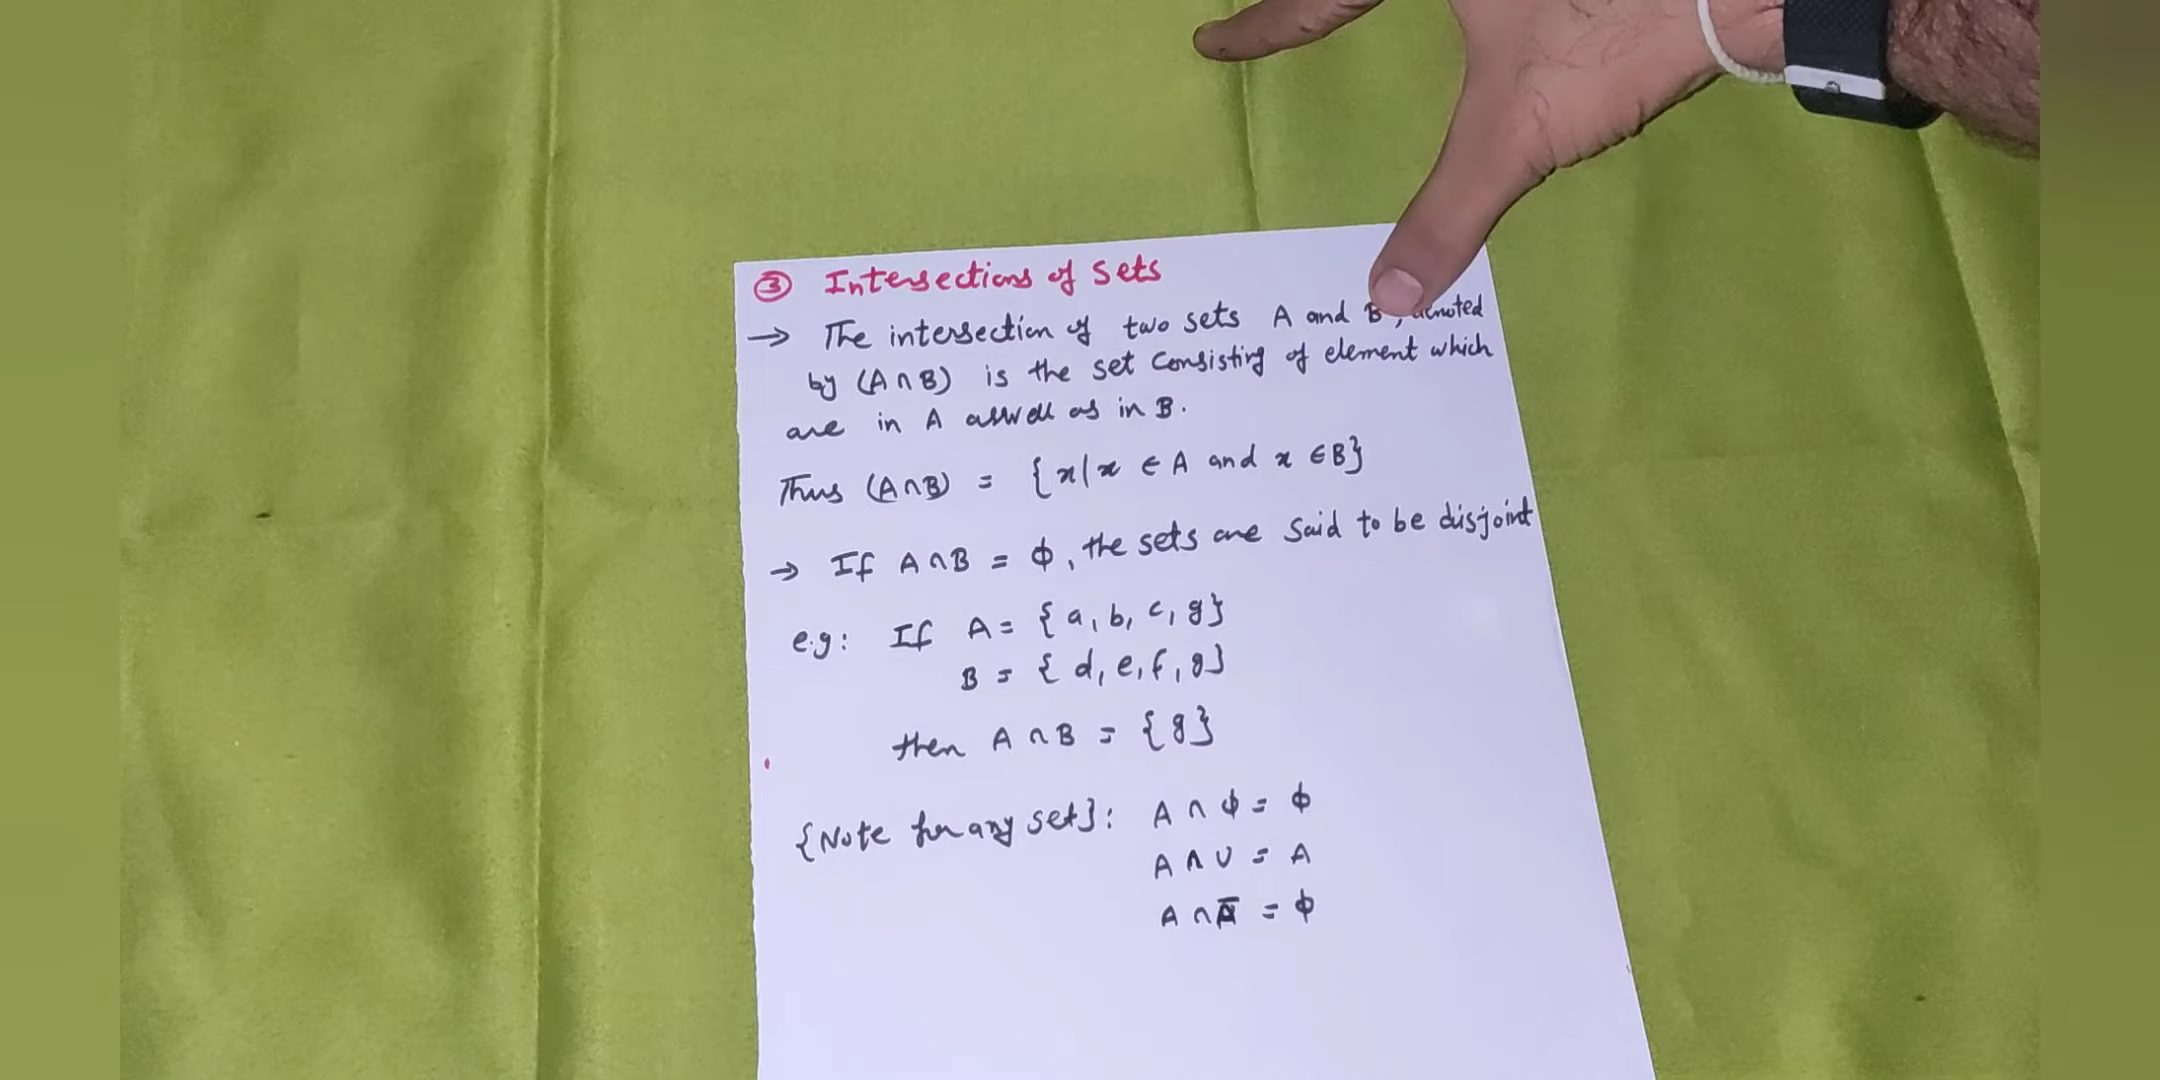 ③ Intersections of Sets
→ The intersection of two sets A and B, denoted
by (A ∩ B) is the set consisting of element which
are in A aswell as in B.
Thus (A∩B) = {x|x ∈ A and x ∈ B}
→ If A ∩ B = ϕ, the sets are said to be disjoint
e.g: If A = {a, b, c, g}
B = {d, e, f, g}
then A ∩ B = {g}
{Note for any set}: A ∩ ϕ = ϕ
A ∩ U = A
A ∩ A̅ = ϕ